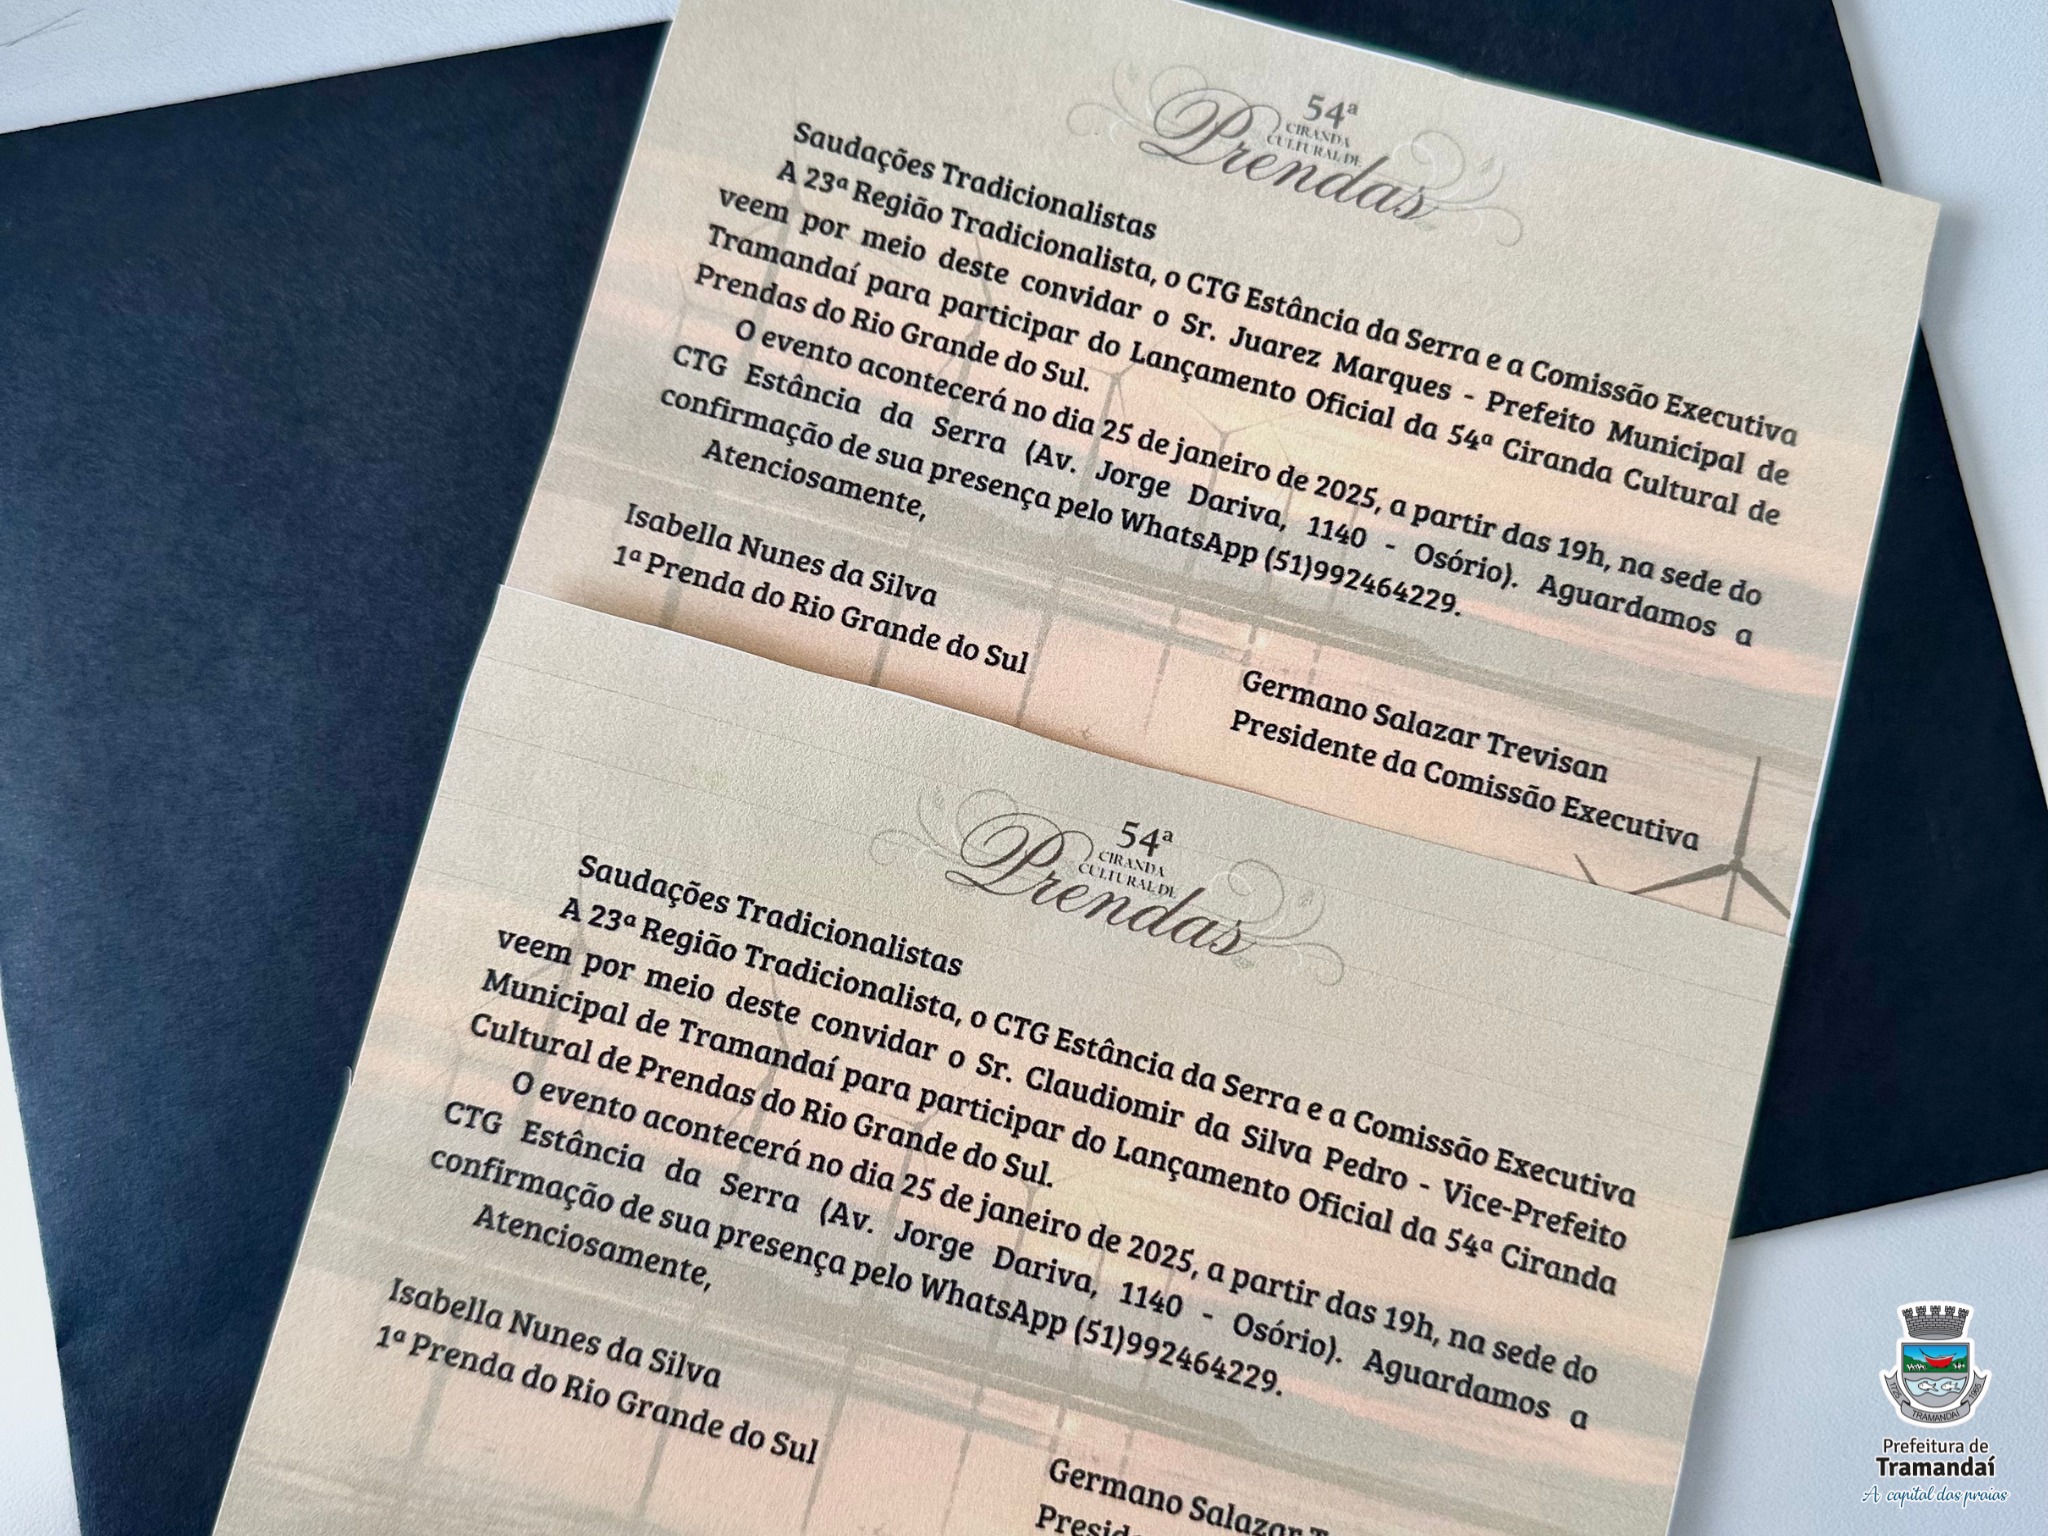 54ª
CIRANDA
CULTURAL DE
Prendas
Saudações Tradicionalistas
A 23ª Região Tradicionalista, o CTG Estância da Serra e a Comissão Executiva
veem por meio deste convidar o Sr. Juarez Marques - Prefeito Municipal de
Tramandaí para participar do Lançamento Oficial da 54ª Ciranda Cultural de
Prendas do Rio Grande do Sul.
O evento acontecerá no dia 25 de janeiro de 2025, a partir das 19h, na sede do
CTG Estância da Serra (Av. Jorge Dariva, 1140 - Osório). Aguardamos a
confirmação de sua presença pelo WhatsApp (51)992464229.
Atenciosamente,
Isabella Nunes da Silva
1ª Prenda do Rio Grande do Sul
Germano Salazar Trevisan
Presidente da Comissão Executiva
54ª
CIRANDA
CULTURAL DE
Prendas
Saudações Tradicionalistas
A 23ª Região Tradicionalista, o CTG Estância da Serra e a Comissão Executiva
veem por meio deste convidar o Sr. Claudiomir da Silva Pedro - Vice-Prefeito
Municipal de Tramandaí para participar do Lançamento Oficial da 54ª Ciranda
Cultural de Prendas do Rio Grande do Sul.
O evento acontecerá no dia 25 de janeiro de 2025, a partir das 19h, na sede do
CTG Estância da Serra (Av. Jorge Dariva, 1140 - Osório). Aguardamos a
confirmação de sua presença pelo WhatsApp (51)992464229.
Atenciosamente,
Isabella Nunes da Silva
1ª Prenda do Rio Grande do Sul
Germano Salazar
TRAMANDAÍ
Prefeitura de
Tramandaí
A capital das praias